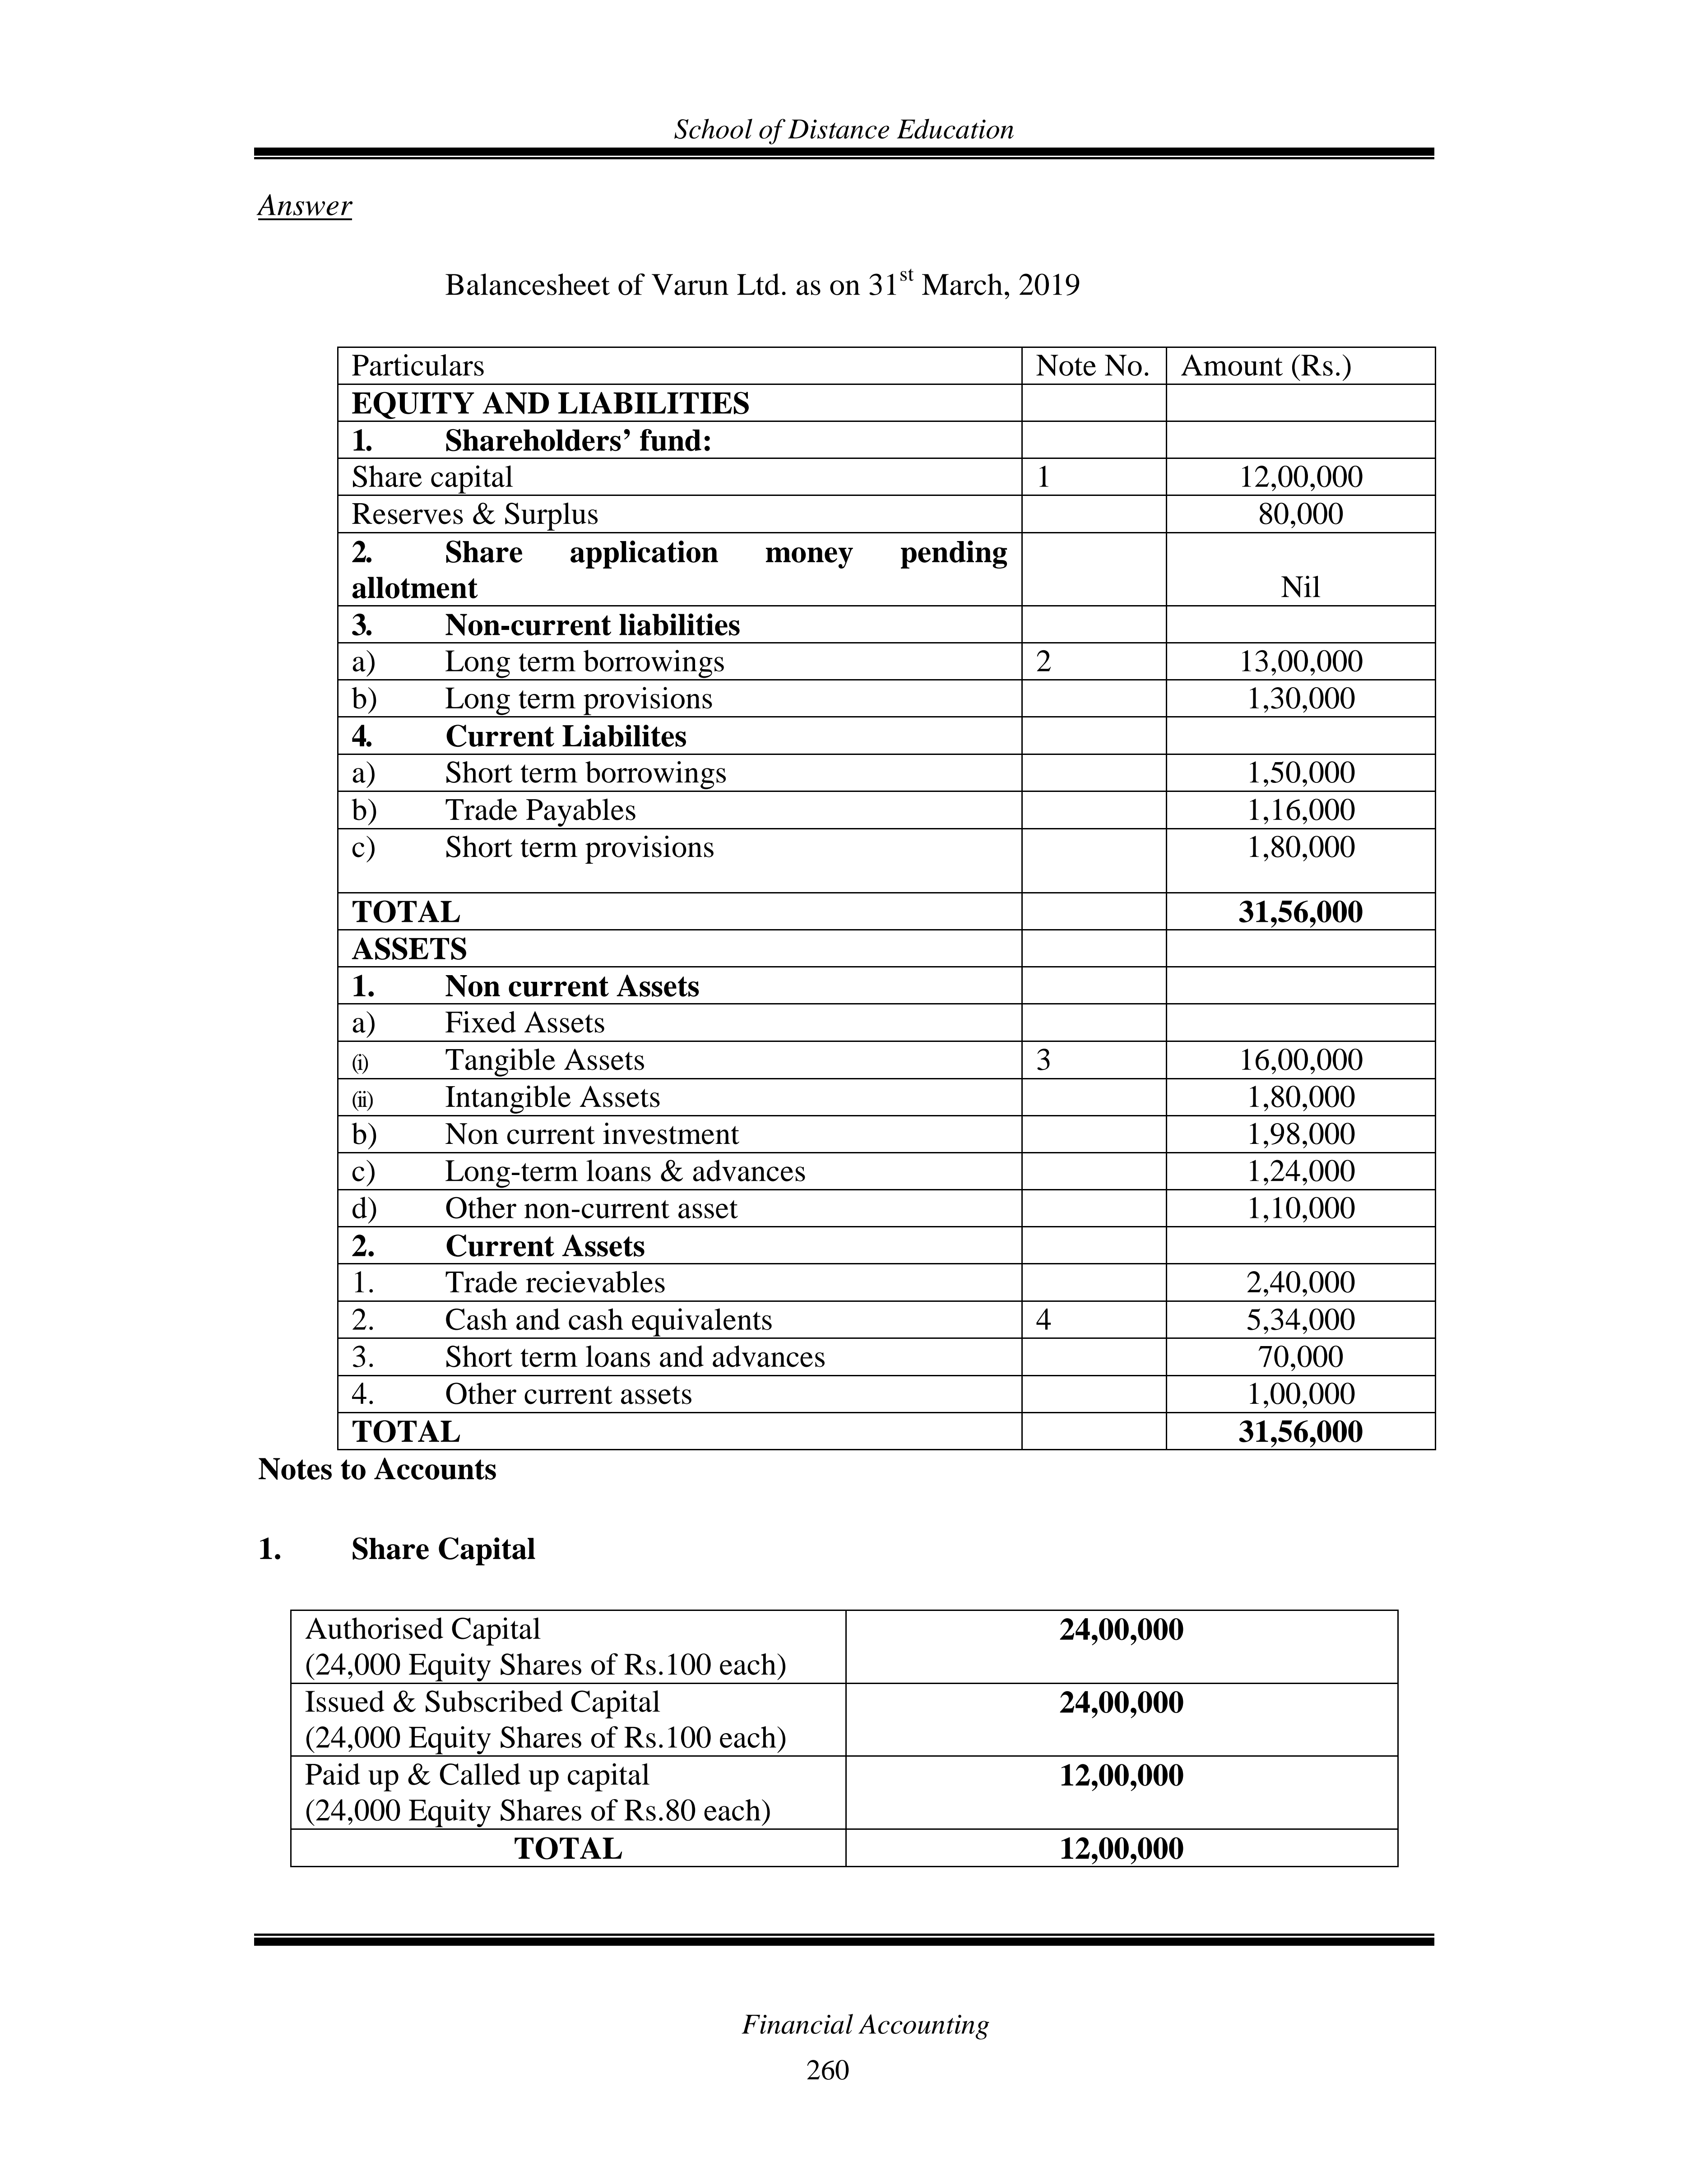 School of Distance Education
Answer
Balancesheet of Varun Ltd. as on 31st March, 2019
Particulars Note No. Amount (Rs.)
EQUITY AND LIABILITIES
1. Shareholders’ fund:
Share capital 1 12,00,000
Reserves & Surplus 80,000
2. Share application money pending
allotment Nil
3. Non-current liabilities
a) Long term borrowings 2 13,00,000
b) Long term provisions 1,30,000
4. Current Liabilites
a) Short term borrowings 1,50,000
b) Trade Payables 1,16,000
c) Short term provisions 1,80,000
TOTAL 31,56,000
ASSETS
1. Non current Assets
a) Fixed Assets
(i) Tangible Assets 3 16,00,000
(ii) Intangible Assets 1,80,000
b) Non current investment 1,98,000
c) Long-term loans & advances 1,24,000
d) Other non-current asset 1,10,000
2. Current Assets
1. Trade recievables 2,40,000
2. Cash and cash equivalents 4 5,34,000
3. Short term loans and advances 70,000
4. Other current assets 1,00,000
TOTAL 31,56,000
Notes to Accounts
1. Share Capital
Authorised Capital 24,00,000
(24,000 Equity Shares of Rs.100 each)
Issued & Subscribed Capital 24,00,000
(24,000 Equity Shares of Rs.100 each)
Paid up & Called up capital 12,00,000
(24,000 Equity Shares of Rs.80 each)
TOTAL 12,00,000
Financial Accounting
260